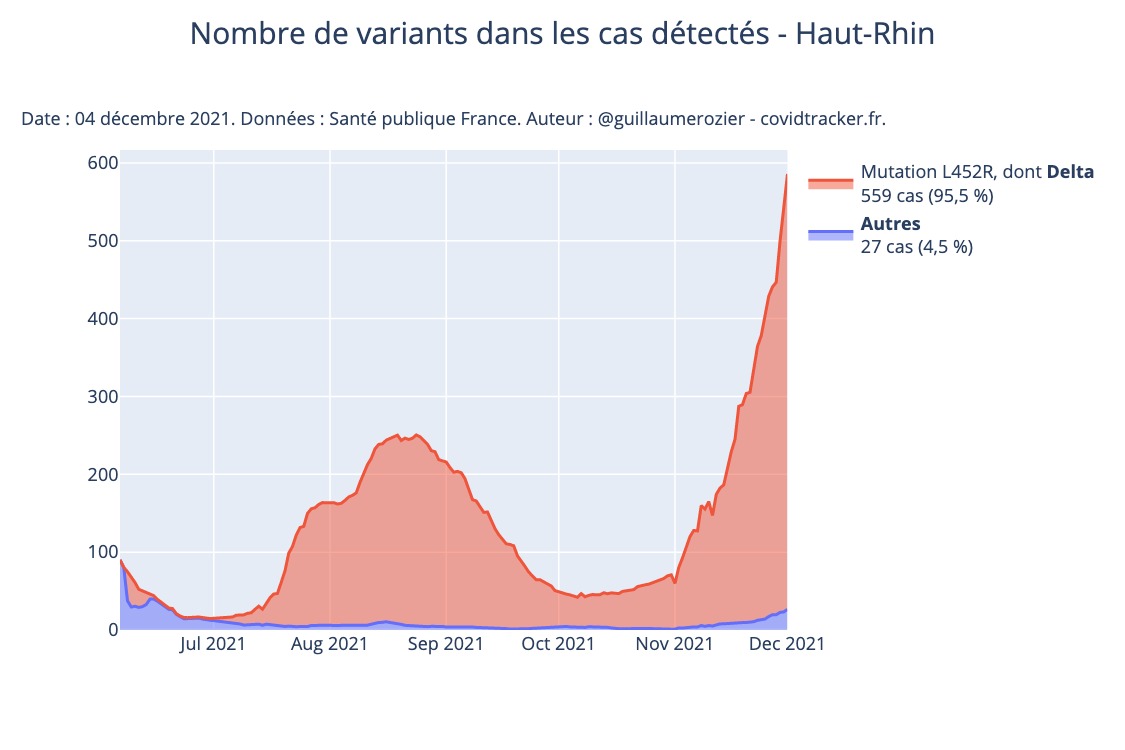 Nombre de variants dans les cas détectés - Haut-Rhin
Date : 04 décembre 2021. Données : Santé publique France. Auteur : @guillaumerozier - covidtracker.fr.
600
500
400
300
200
100
0
Jul 2021 Aug 2021 Sep 2021 Oct 2021 Nov 2021 Dec 2021
Mutation L452R, dont Delta
559 cas (95,5 %)
Autres
27 cas (4,5 %)